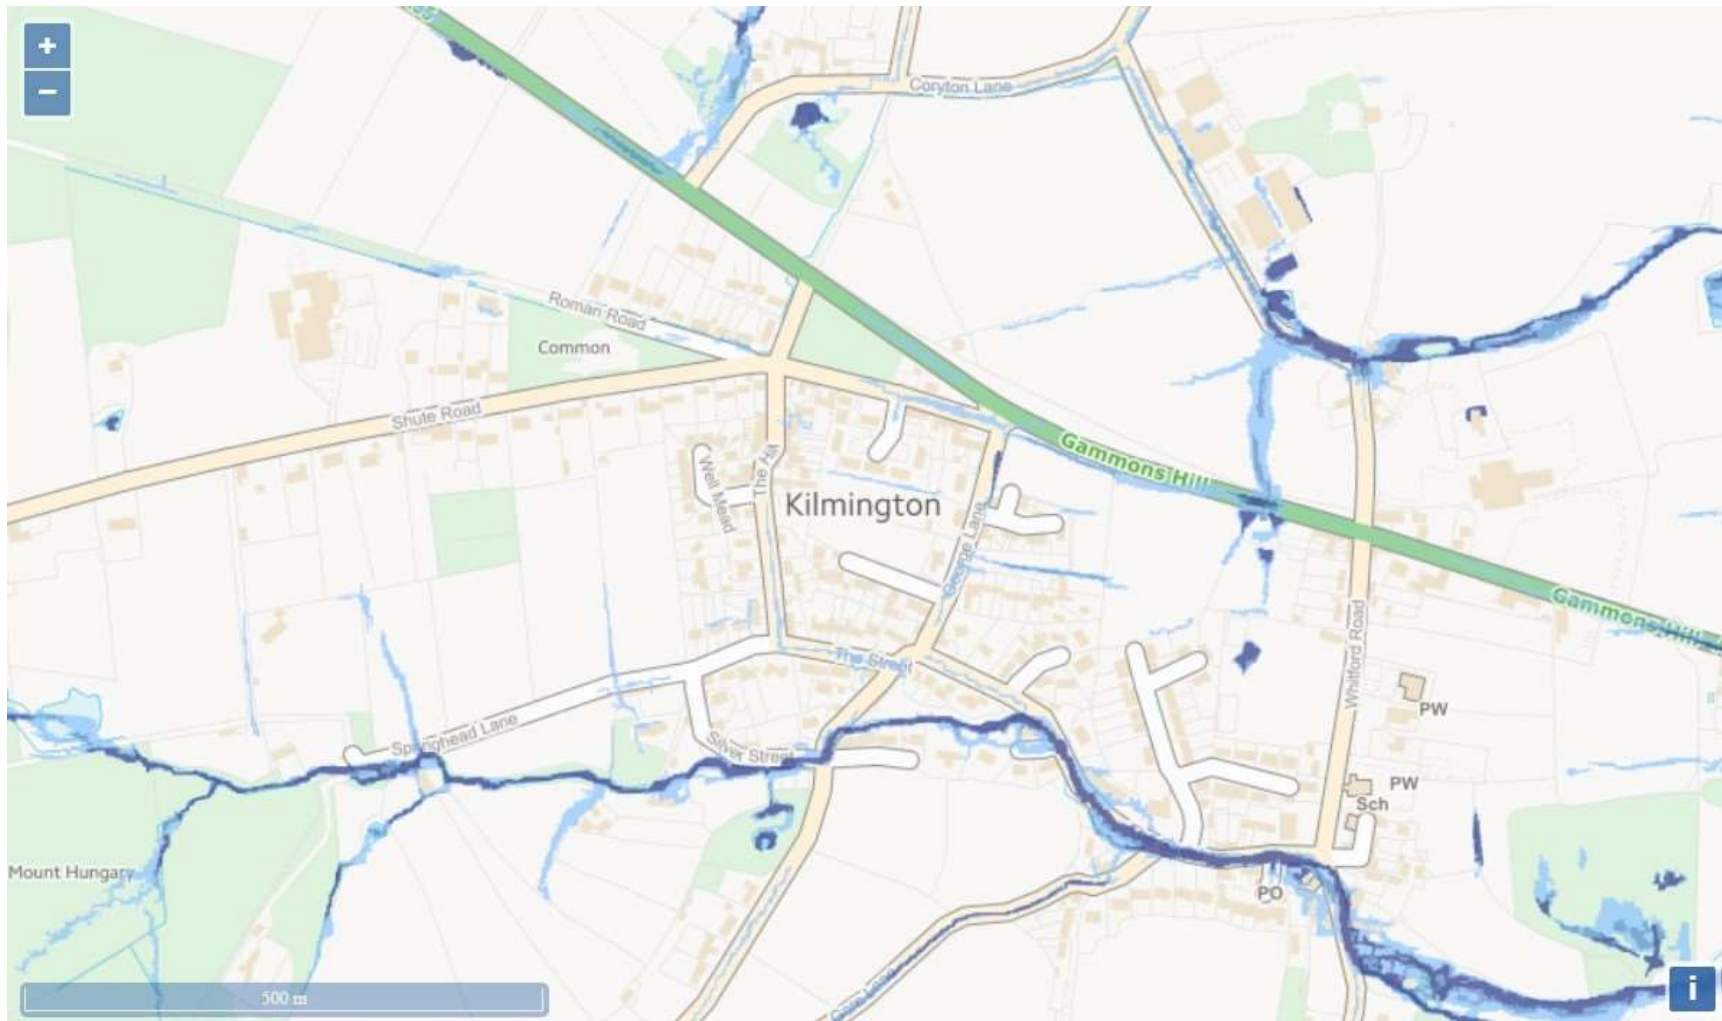 +
−
Coryton Lane
Roman Road
Common
Shute Road
Well Mead
The Hill
Kilmington
Gammons Hill
George Lane
Gammons Hill
Whitford Road
The Street
PW
Springhead Lane
Silver Street
PW
Sch
Mount Hungary
PO
500 m
i